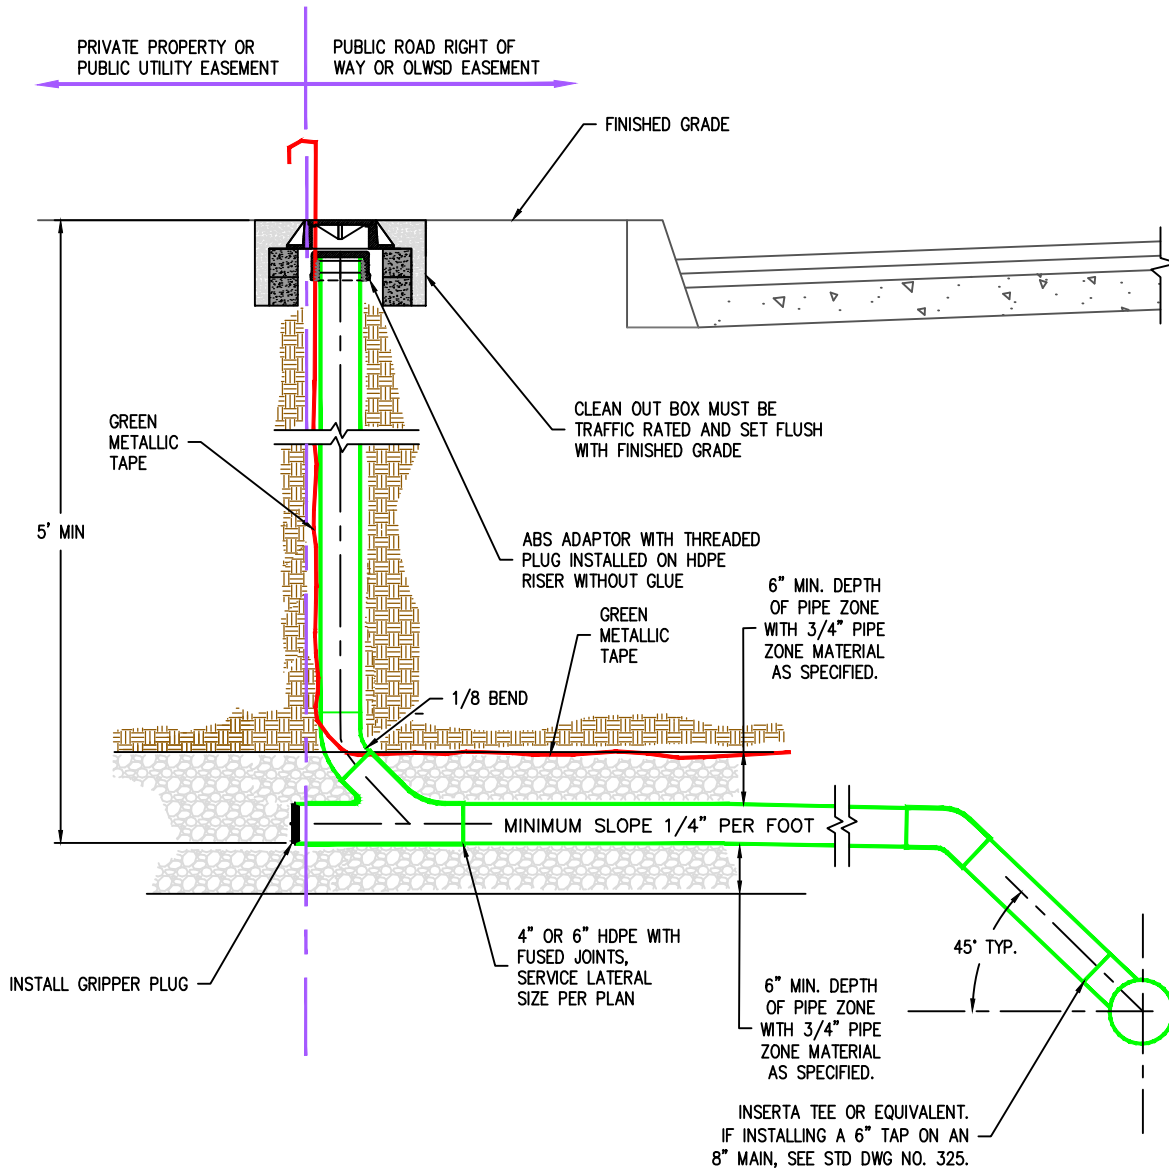 PRIVATE PROPERTY OR
PUBLIC UTILITY EASEMENT
PUBLIC ROAD RIGHT OF
WAY OR OLWSD EASEMENT
FINISHED GRADE
CLEAN OUT BOX MUST BE
TRAFFIC RATED AND SET FLUSH
WITH FINISHED GRADE
GREEN
METALLIC
TAPE
5' MIN
ABS ADAPTOR WITH THREADED
PLUG INSTALLED ON HDPE
RISER WITHOUT GLUE
6" MIN. DEPTH
OF PIPE ZONE
WITH 3/4" PIPE
ZONE MATERIAL
AS SPECIFIED.
GREEN
METALLIC
TAPE
1/8 BEND
MINIMUM SLOPE 1/4" PER FOOT
4" OR 6" HDPE WITH
FUSED JOINTS,
SERVICE LATERAL
SIZE PER PLAN
INSTALL GRIPPER PLUG
45° TYP.
6" MIN. DEPTH
OF PIPE ZONE
WITH 3/4" PIPE
ZONE MATERIAL
AS SPECIFIED.
INSERTA TEE OR EQUIVALENT.
IF INSTALLING A 6" TAP ON AN
8" MAIN, SEE STD DWG NO. 325.